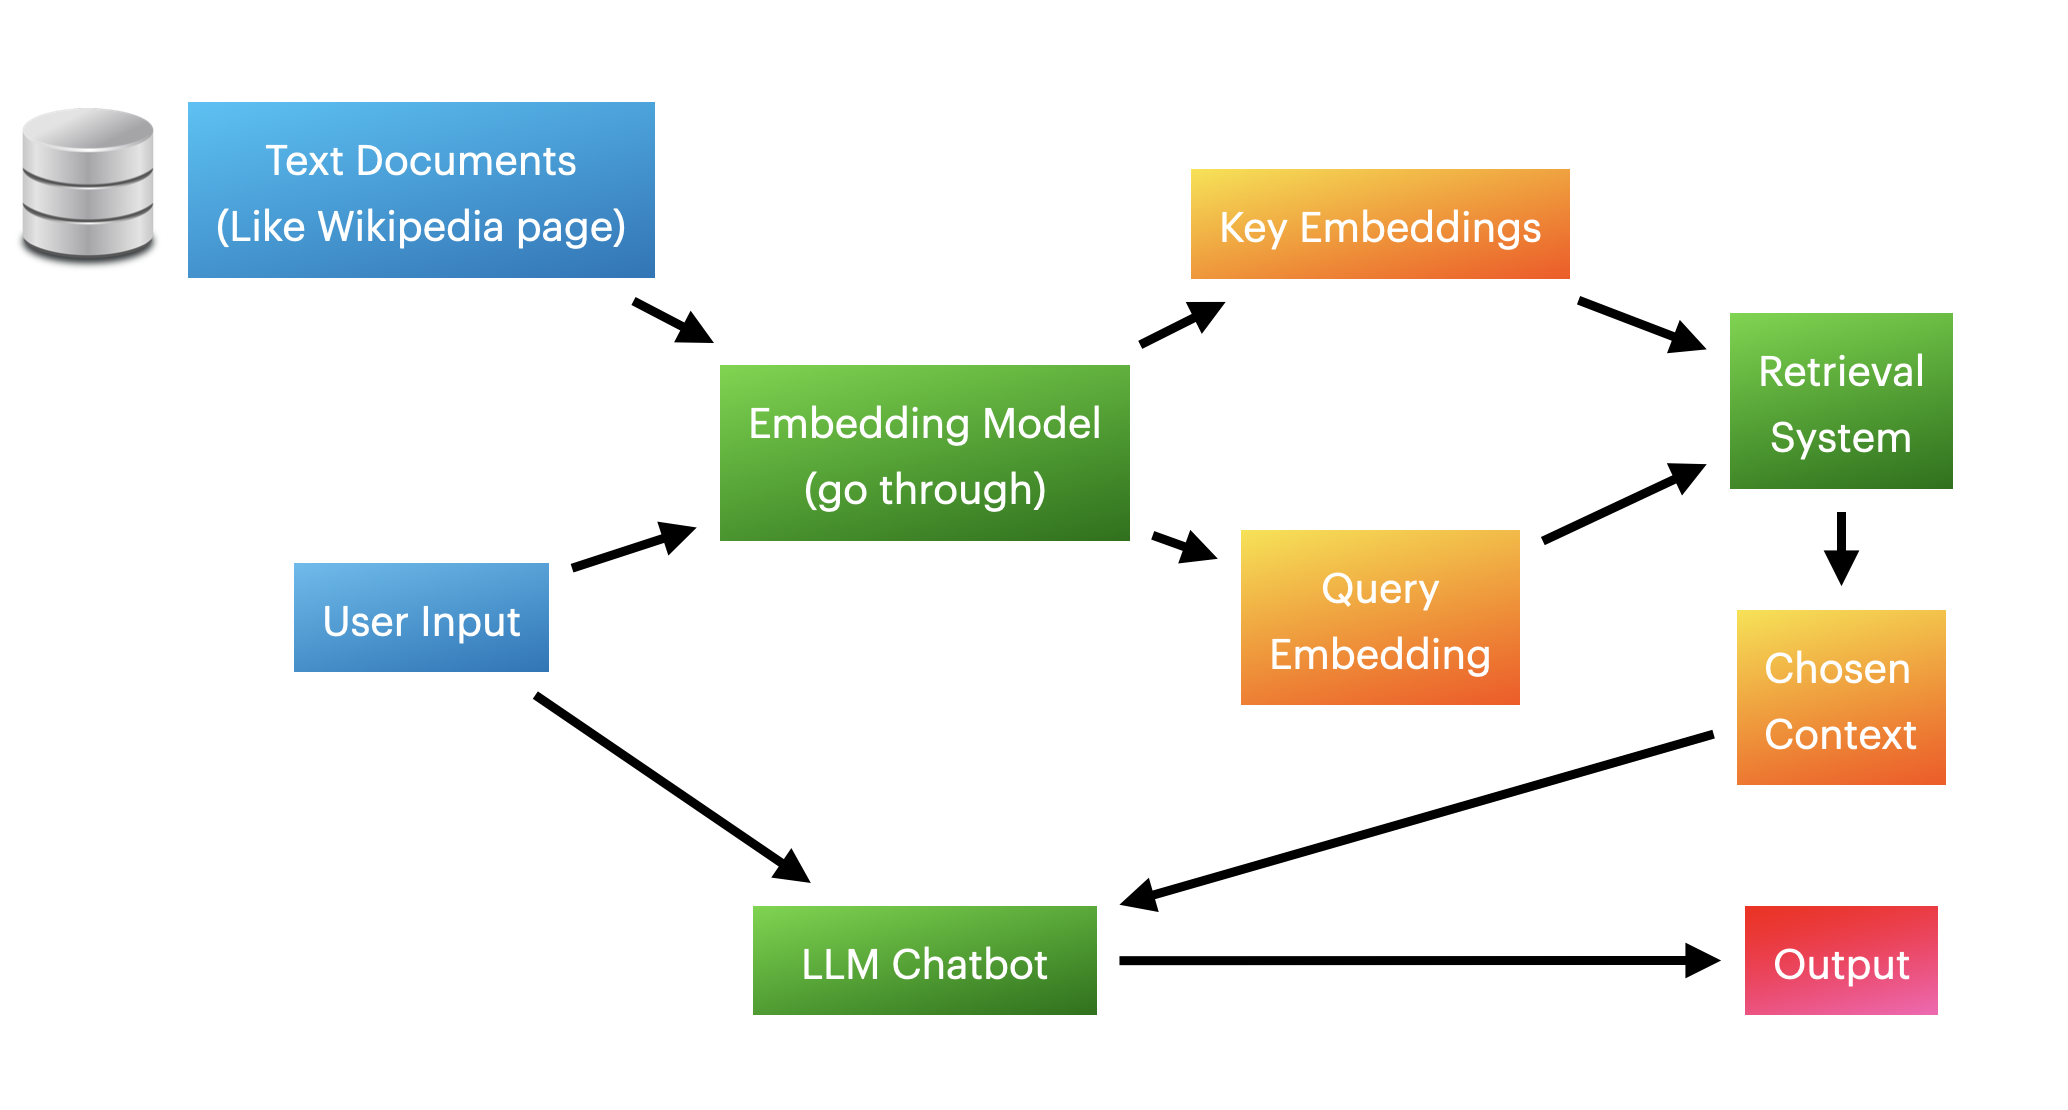 Text Documents
(Like Wikipedia page)
Key Embeddings
Embedding Model
(go through)
Retrieval
System
User Input
Query
Embedding
Chosen
Context
LLM Chatbot
Output